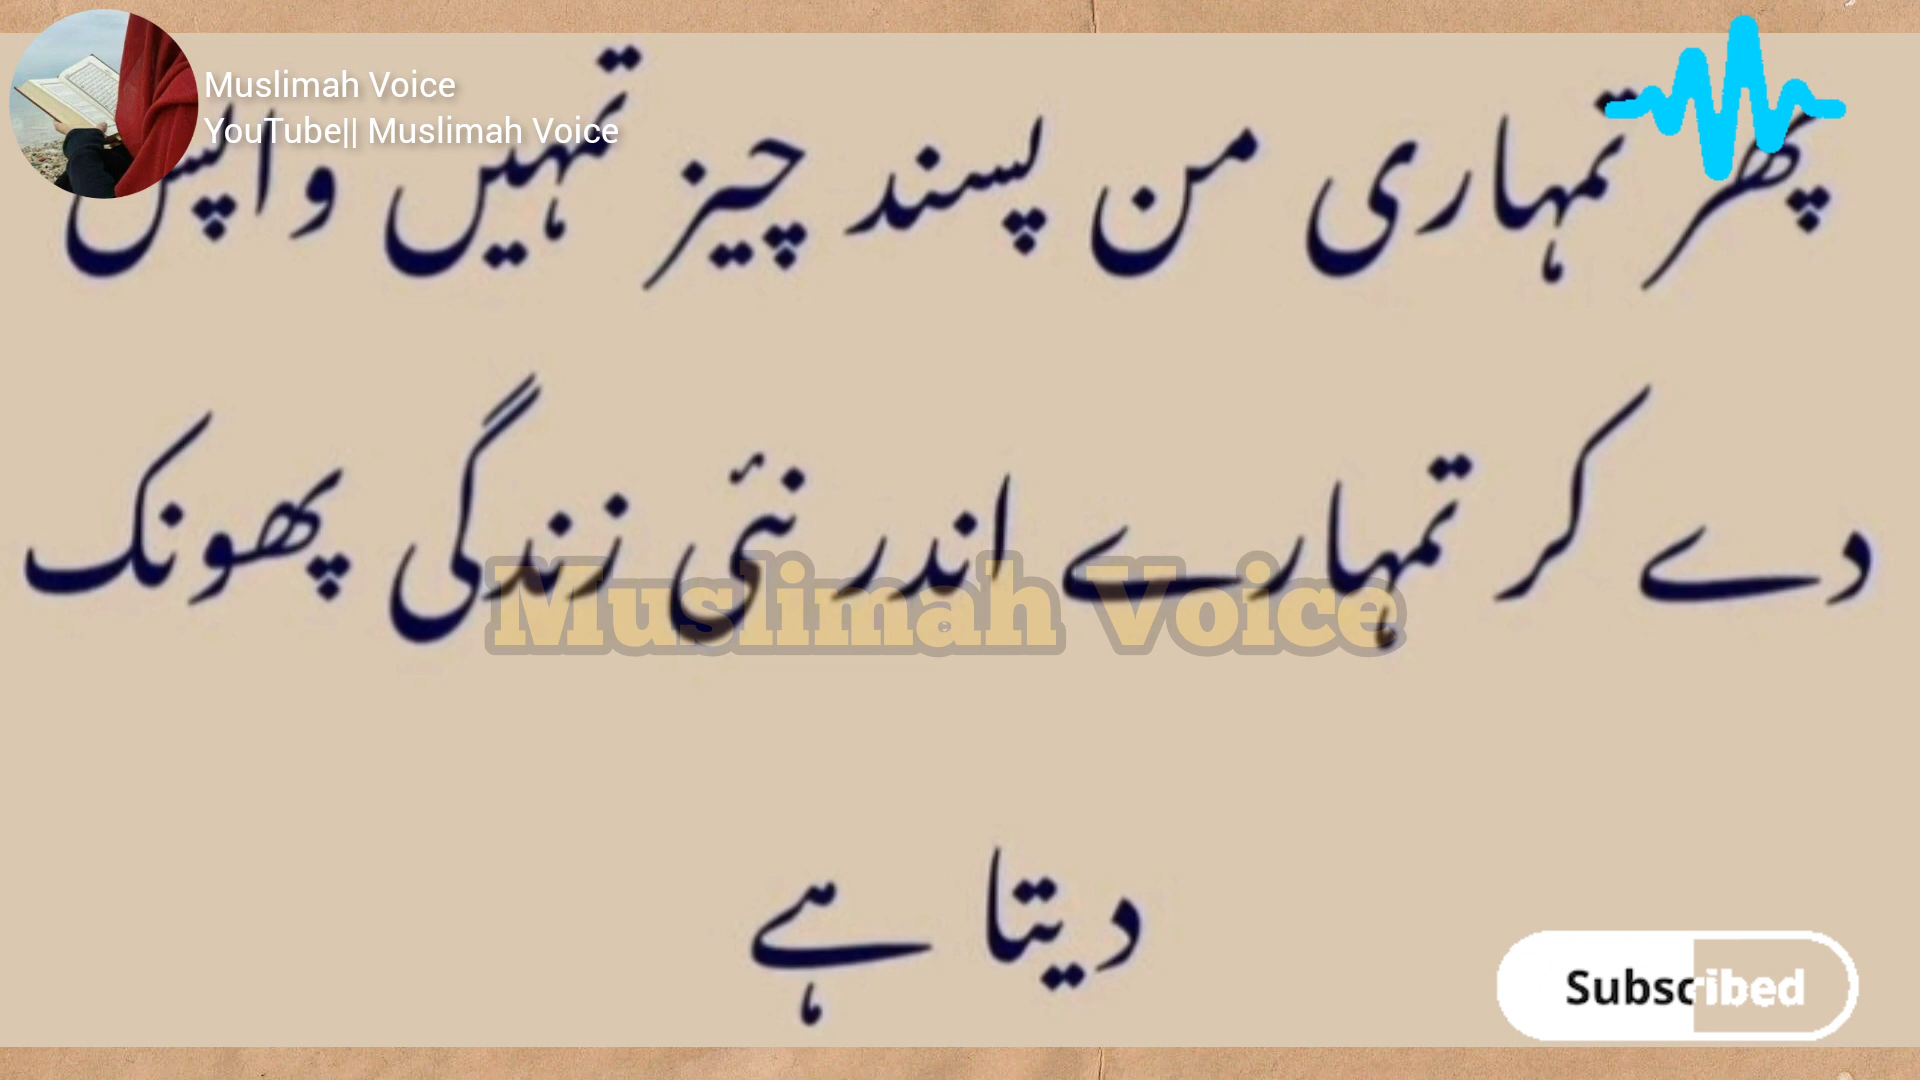 Muslimah Voice
YouTube|| Muslimah Voice
پھر تمہاری من پسند چیز تمہیں واپس
دے کر تمہارے اندر نئی زندگی پھونک
Muslimah Voice
دیتا ہے
Subscribed